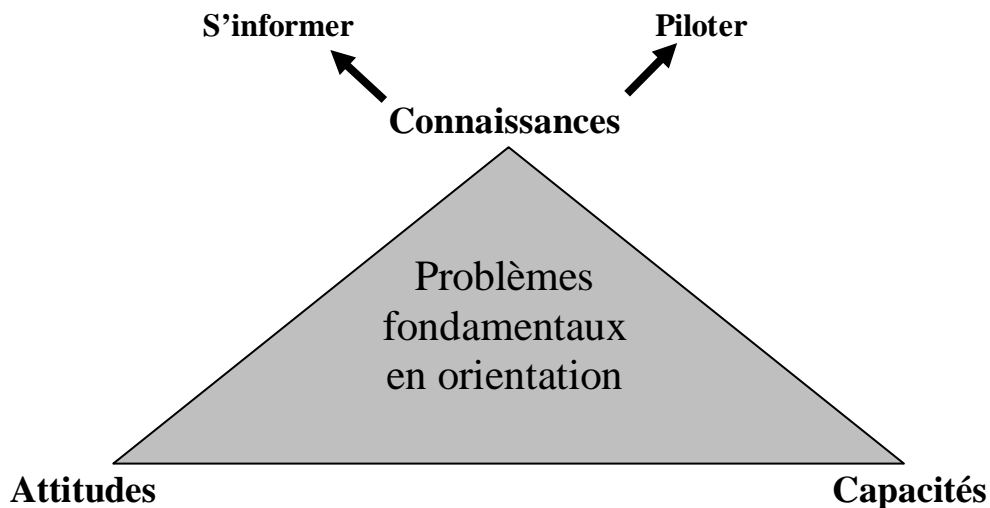 S’informer
Piloter
Connaissances
Problèmes
fondamentaux
en orientation
Attitudes
Capacités